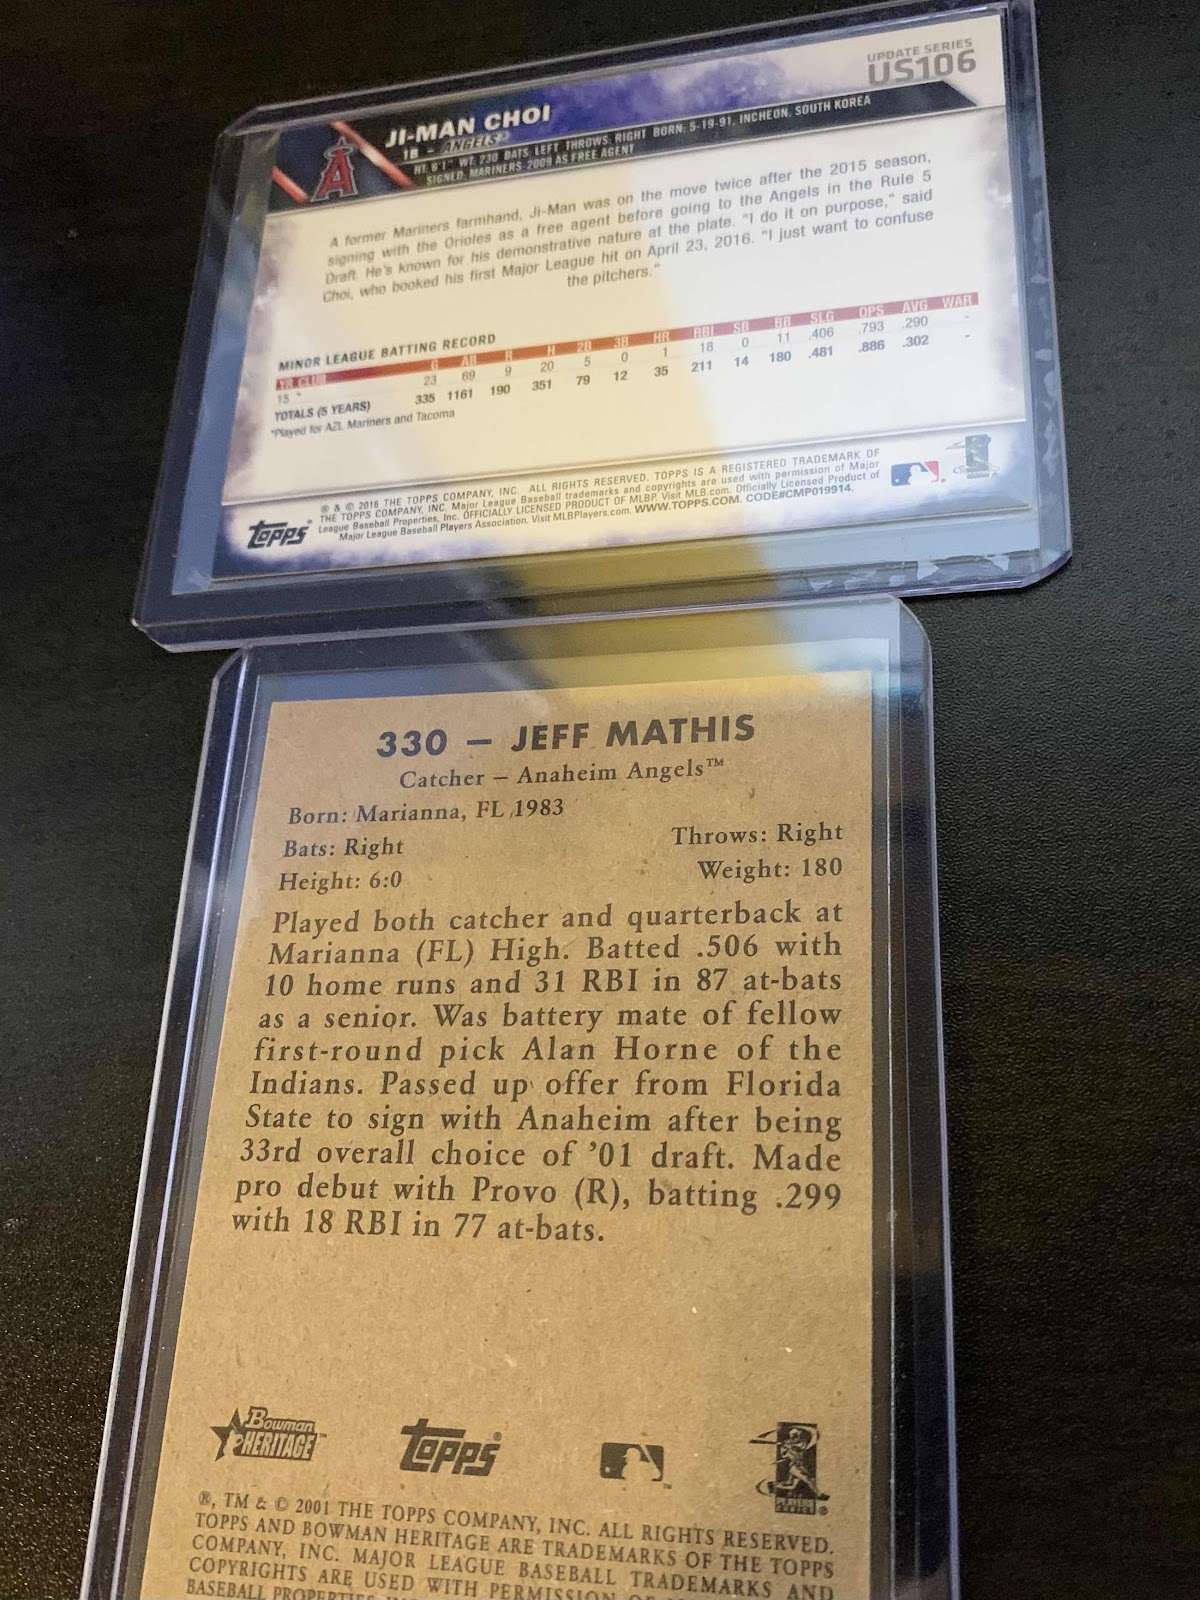 UPDATE SERIES
US106
JI-MAN CHOI
1B - ANGELS®
HT: 6'1" WT: 230 BATS: LEFT THROWS: RIGHT BORN: 5-19-91, INCHEON, SOUTH KOREA
SIGNED: MARINERS-2009 AS FREE AGENT
A former Mariners farmhand, Ji-Man was on the move twice after the 2015 season,
signing with the Orioles as a free agent before going to the Angels in the Rule 5
Draft. He's known for his demonstrative nature at the plate. "I do it on purpose," said
Choi, who booked his first Major League hit on April 23, 2016. "I just want to confuse
the pitchers."
MINOR LEAGUE BATTING RECORD
YR CLUB G AB R H 2B 3B HR RBI SB BB SLG OPS AVG WAR
15 * 23 69 9 20 5 0 1 18 0 11 .406 .793 .290 -
TOTALS (5 YEARS) 335 1161 190 351 79 12 35 211 14 180 .481 .886 .302 -
*Played for AZL Mariners and Tacoma
Topps®
® & © 2016 THE TOPPS COMPANY, INC. ALL RIGHTS RESERVED. TOPPS IS A REGISTERED TRADEMARK OF
THE TOPPS COMPANY, INC. Major League Baseball trademarks and copyrights are used with permission of Major
League Baseball Properties, Inc. OFFICIALLY LICENSED PRODUCT OF MLBP. Visit MLB.com. Officially Licensed Product of
Major League Baseball Players Association. Visit MLBPlayers.com. WWW.TOPPS.COM. CODE#CMP019914.
330 – JEFF MATHIS
Catcher – Anaheim Angels™
Born: Marianna, FL 1983
Bats: Right Throws: Right
Height: 6:0 Weight: 180
Played both catcher and quarterback at
Marianna (FL) High. Batted .506 with
10 home runs and 31 RBI in 87 at-bats
as a senior. Was battery mate of fellow
first-round pick Alan Horne of the
Indians. Passed up offer from Florida
State to sign with Anaheim after being
33rd overall choice of '01 draft. Made
pro debut with Provo (R), batting .299
with 18 RBI in 77 at-bats.
Bowman
HERITAGE™
Topps®
®, TM & © 2001 THE TOPPS COMPANY, INC. ALL RIGHTS RESERVED.
TOPPS AND BOWMAN HERITAGE ARE TRADEMARKS OF THE TOPPS
COMPANY, INC. MAJOR LEAGUE BASEBALL TRADEMARKS AND
COPYRIGHTS ARE USED WITH PERMISSION OF
BASEBALL PROPERTIES